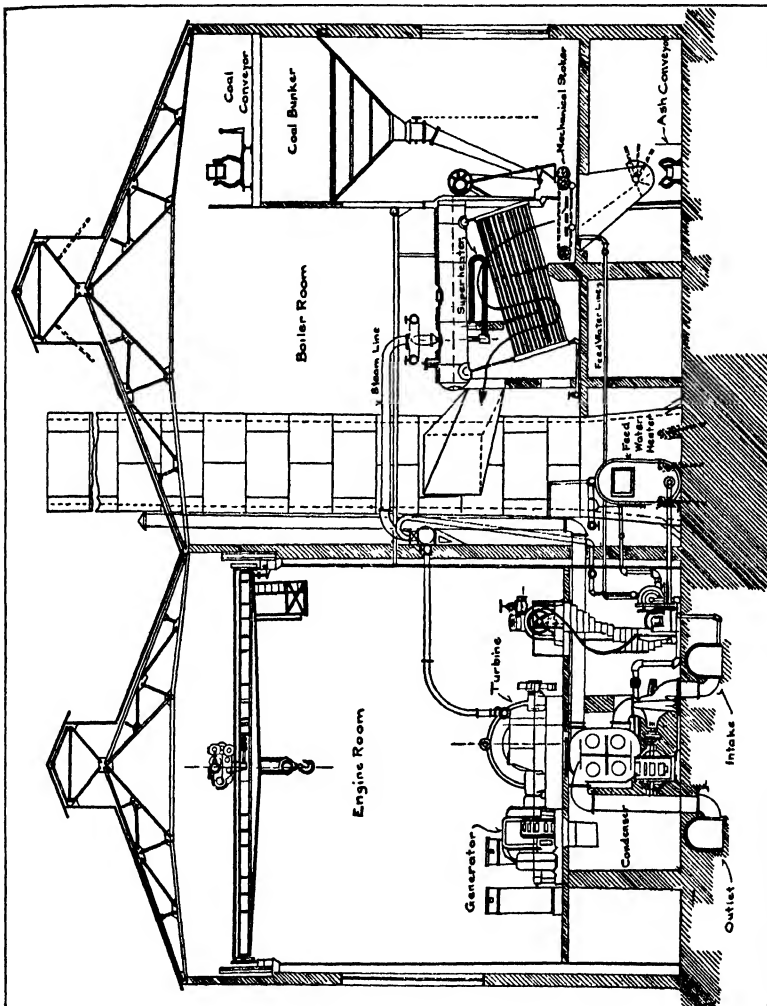 Coal
Conveyor
Coal Bunker
Mechanical Stoker
Ash Conveyor
Boiler Room
Superheater
Steam Line
Feed Water Lines
Feed
Water
Heater
Engine Room
Turbine
Generator
Condenser
Intake
Outlet